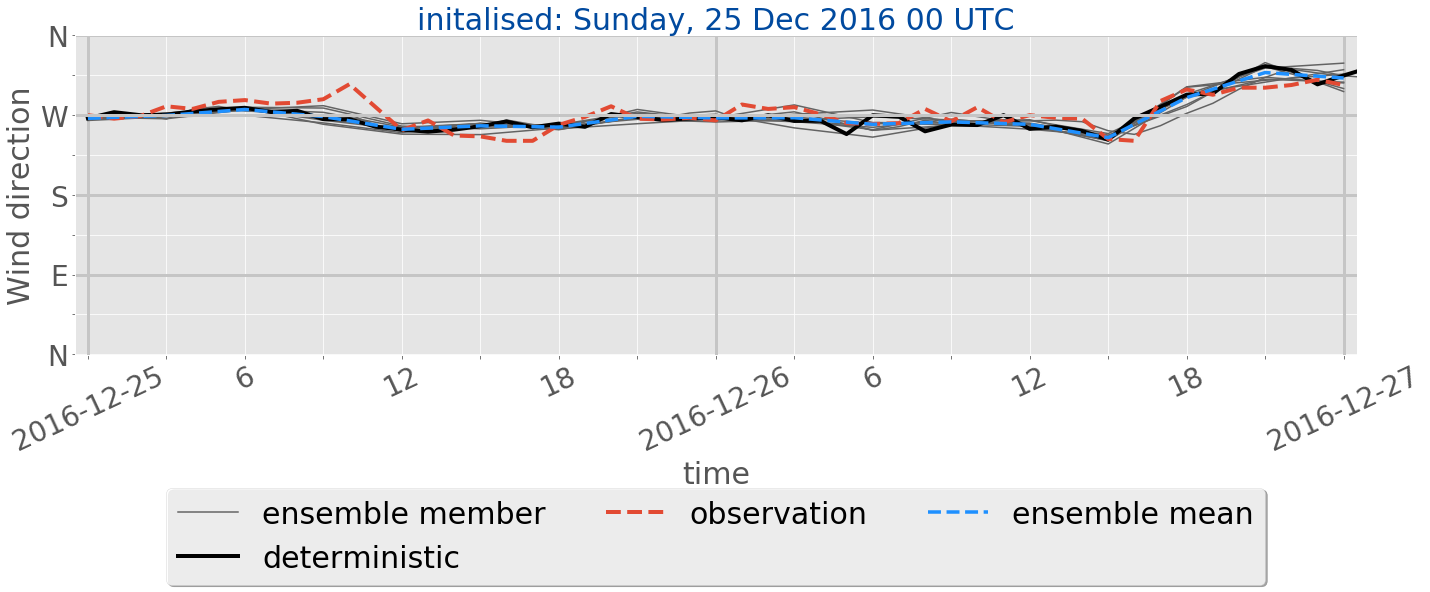 initalised: Sunday, 25 Dec 2016 00 UTC
N
W
S
E
N
Wind direction
2016-12-25
6
12
18
2016-12-26
6
12
18
2016-12-27
time
ensemble member
observation
ensemble mean
deterministic